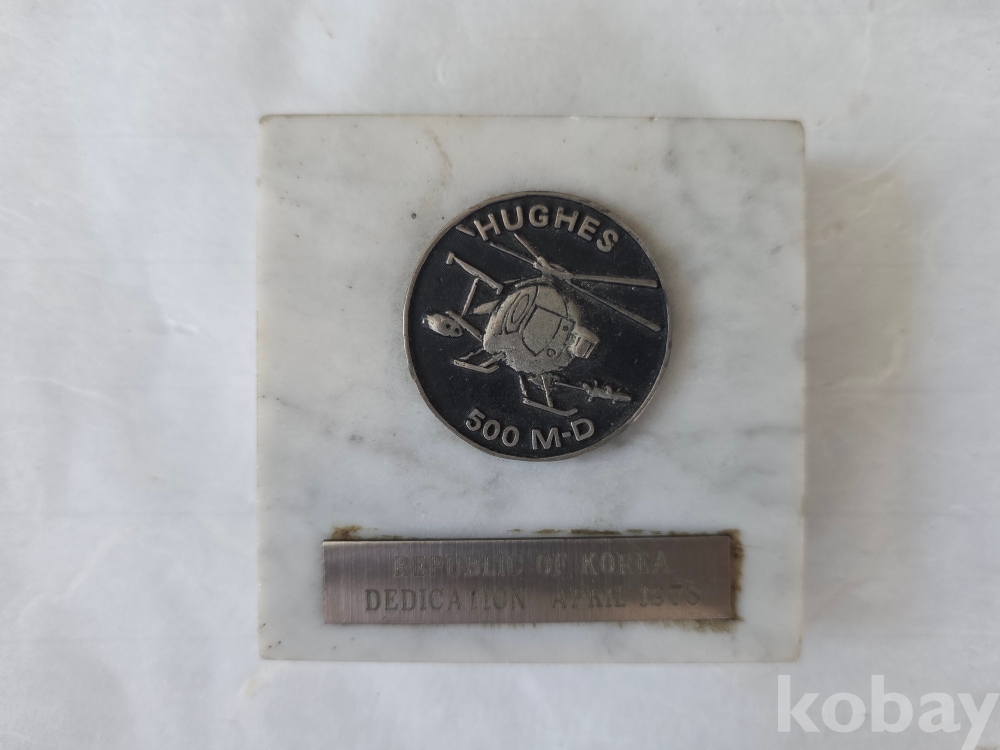 HUGHES
500 M-D
REPUBLIC OF KOREA
DEDICATION APRIL
kobay